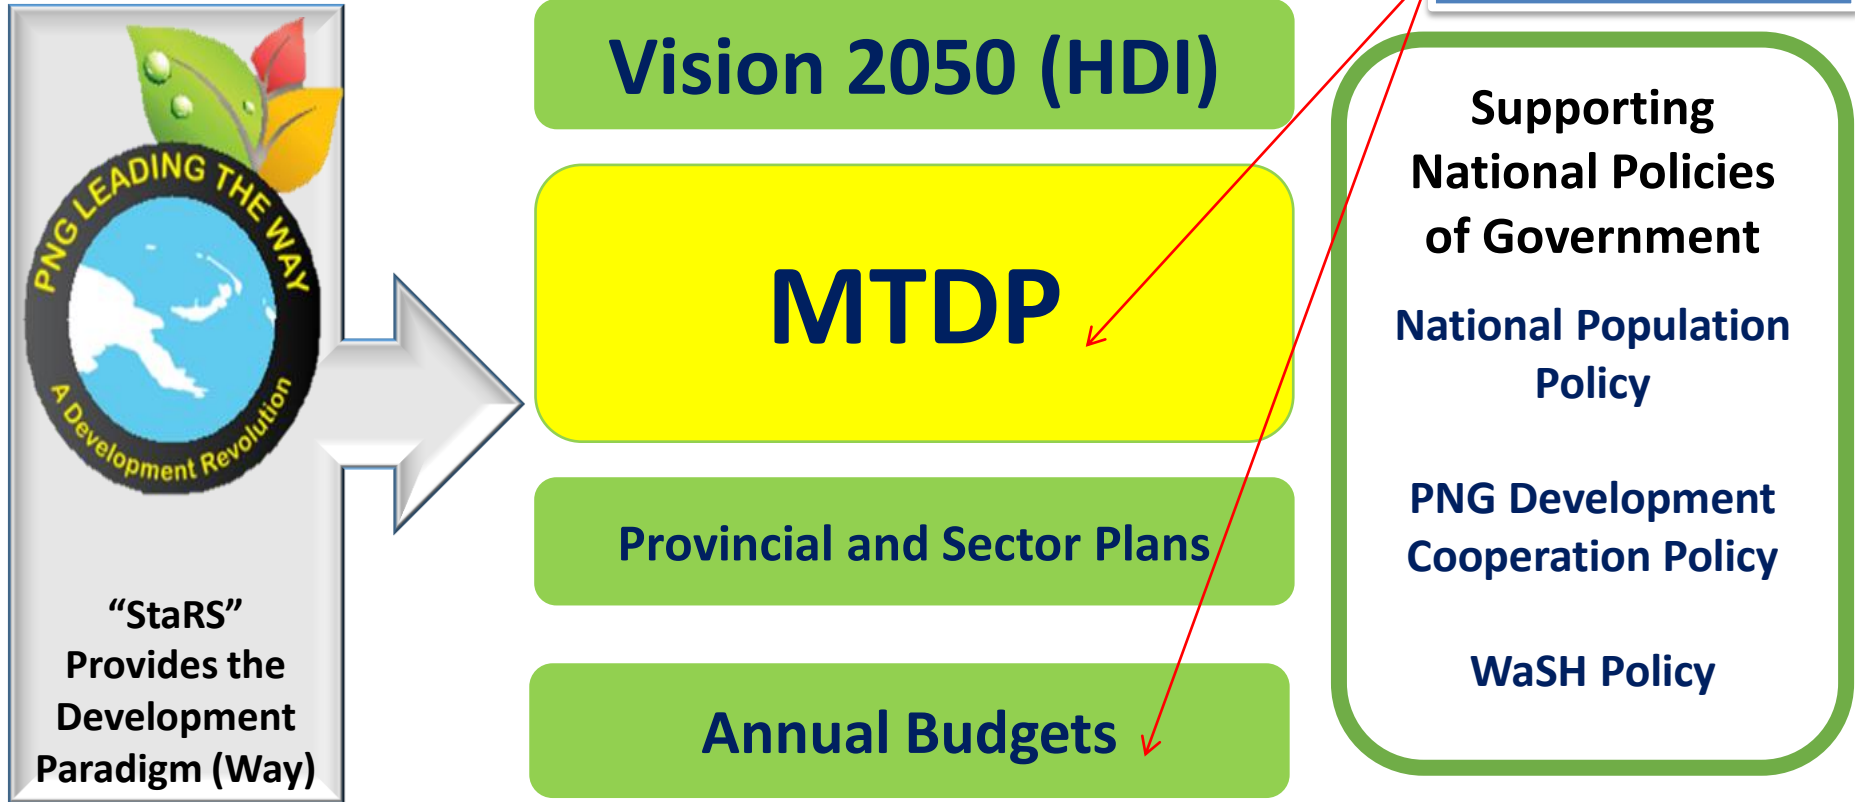 PNG LEADING THE WAY
A Development Revolution
“StaRS”
Provides the
Development
Paradigm (Way)
Vision 2050 (HDI)
MTDP
Provincial and Sector Plans
Annual Budgets
Supporting
National Policies
of Government
National Population
Policy
PNG Development
Cooperation Policy
WaSH Policy